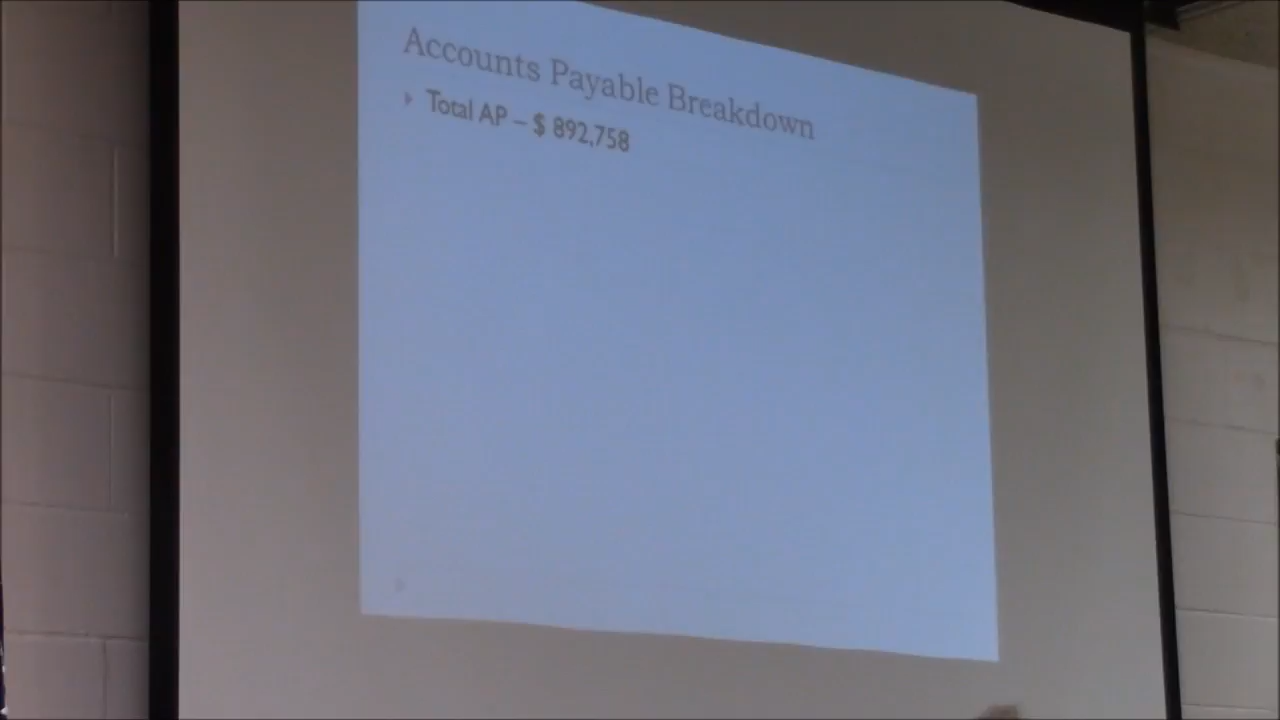 Accounts Payable Breakdown
Total AP – $ 892,758